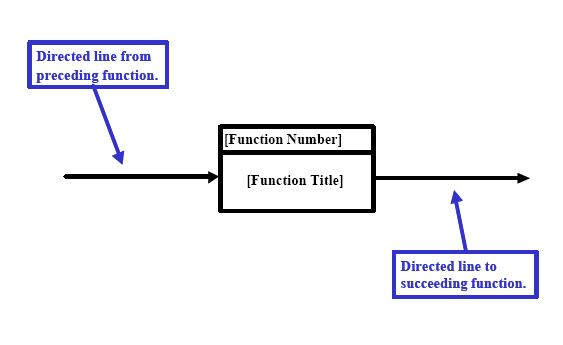 Directed line from
preceding function.
[Function Number]
[Function Title]
Directed line to
succeeding function.